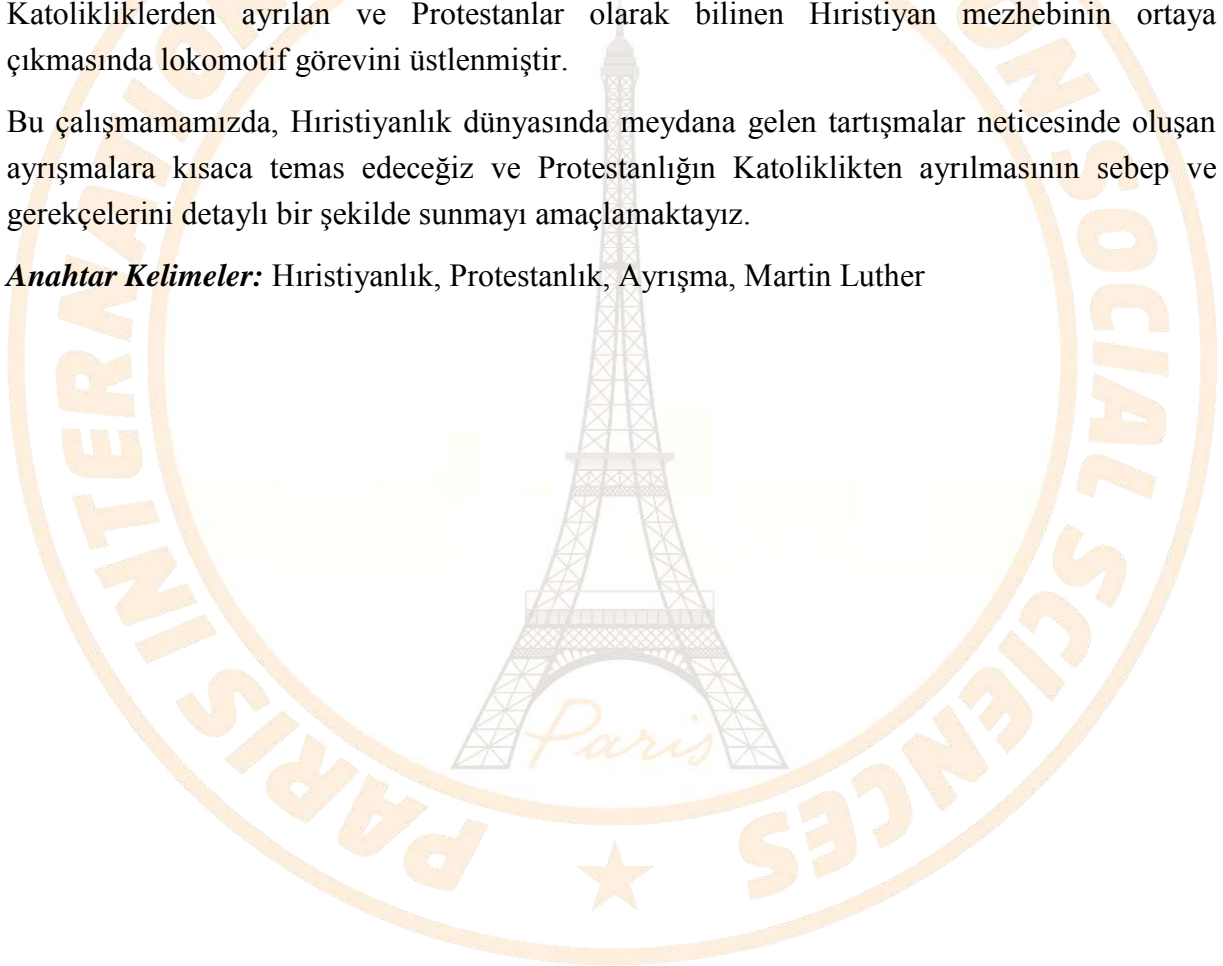 Katolikliklerden ayrılan ve Protestanlar olarak bilinen Hıristiyan mezhebinin ortaya
çıkmasında lokomotif görevini üstlenmiştir.
Bu çalışmamamızda, Hıristiyanlık dünyasında meydana gelen tartışmalar neticesinde oluşan
ayrışmalara kısaca temas edeceğiz ve Protestanlığın Katoliklikten ayrılmasının sebep ve
gerekçelerini detaylı bir şekilde sunmayı amaçlamaktayız.
Anahtar Kelimeler: Hıristiyanlık, Protestanlık, Ayrışma, Martin Luther
Paris
PARIS INTERNATIO
ON SOCIAL SCIENCES